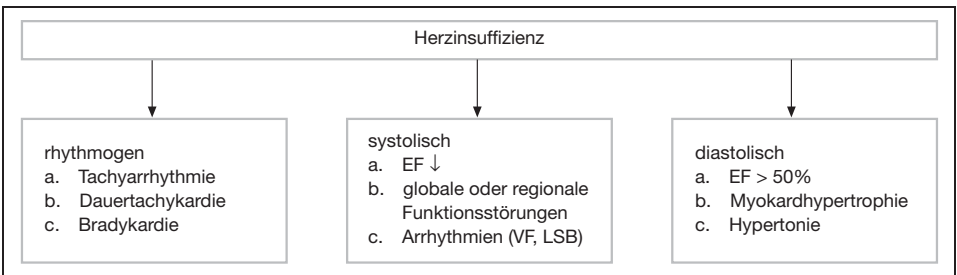 Herzinsuffizienz
rhythmogen
a. Tachyarrhythmie
b. Dauertachykardie
c. Bradykardie
systolisch
a. EF ↓
b. globale oder regionale
Funktionsstörungen
c. Arrhythmien (VF, LSB)
diastolisch
a. EF > 50%
b. Myokardhypertrophie
c. Hypertonie